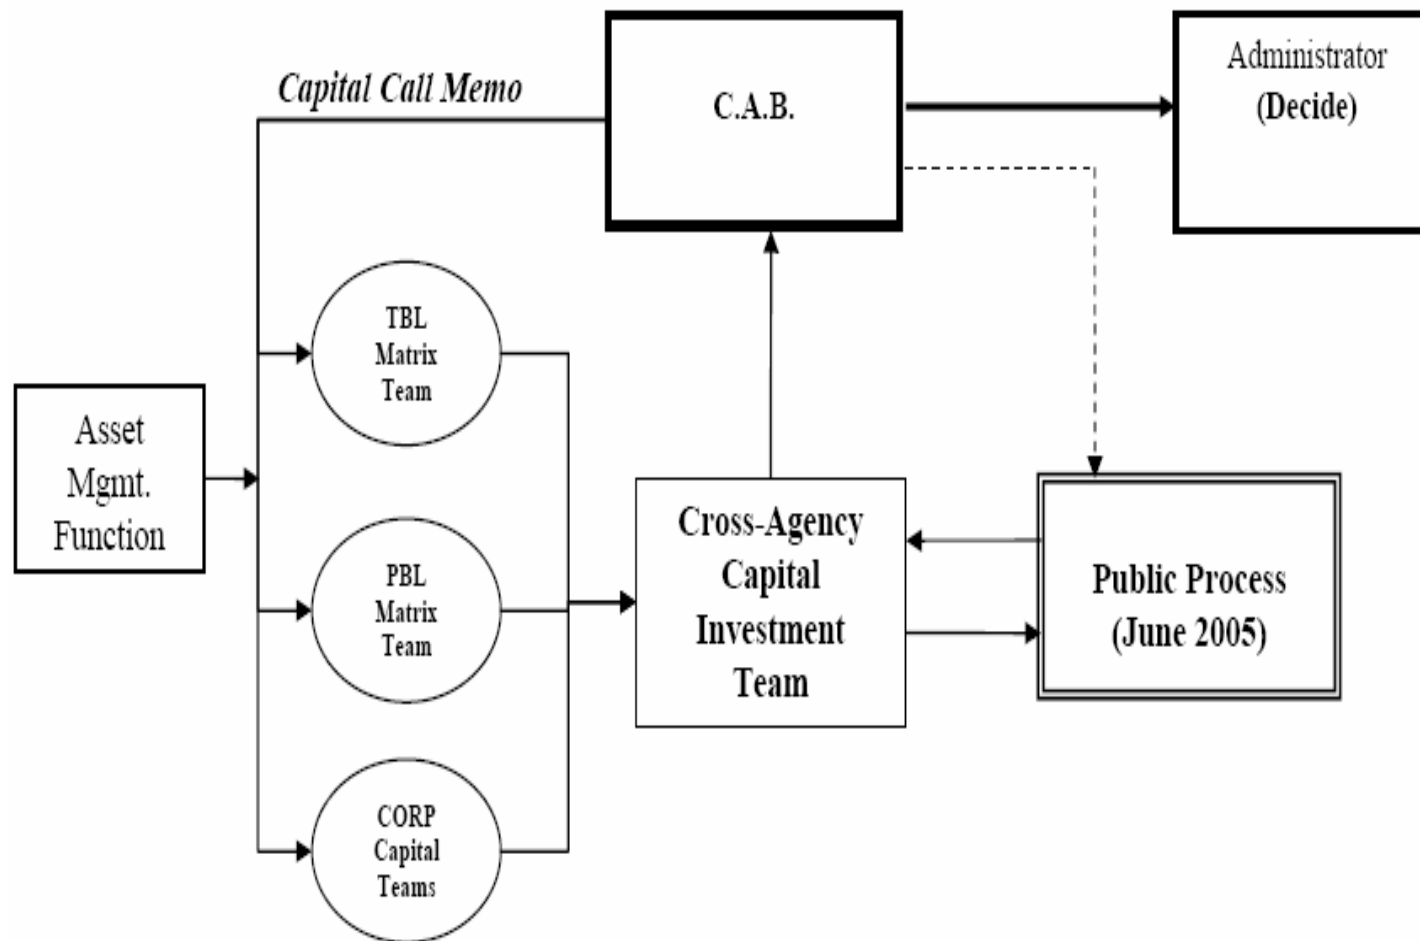 Capital Call Memo
C.A.B.
Administrator
(Decide)
TBL
Matrix
Team
Asset
Mgmt.
Function
PBL
Matrix
Team
Cross-Agency
Capital
Investment
Team
Public Process
(June 2005)
CORP
Capital
Teams